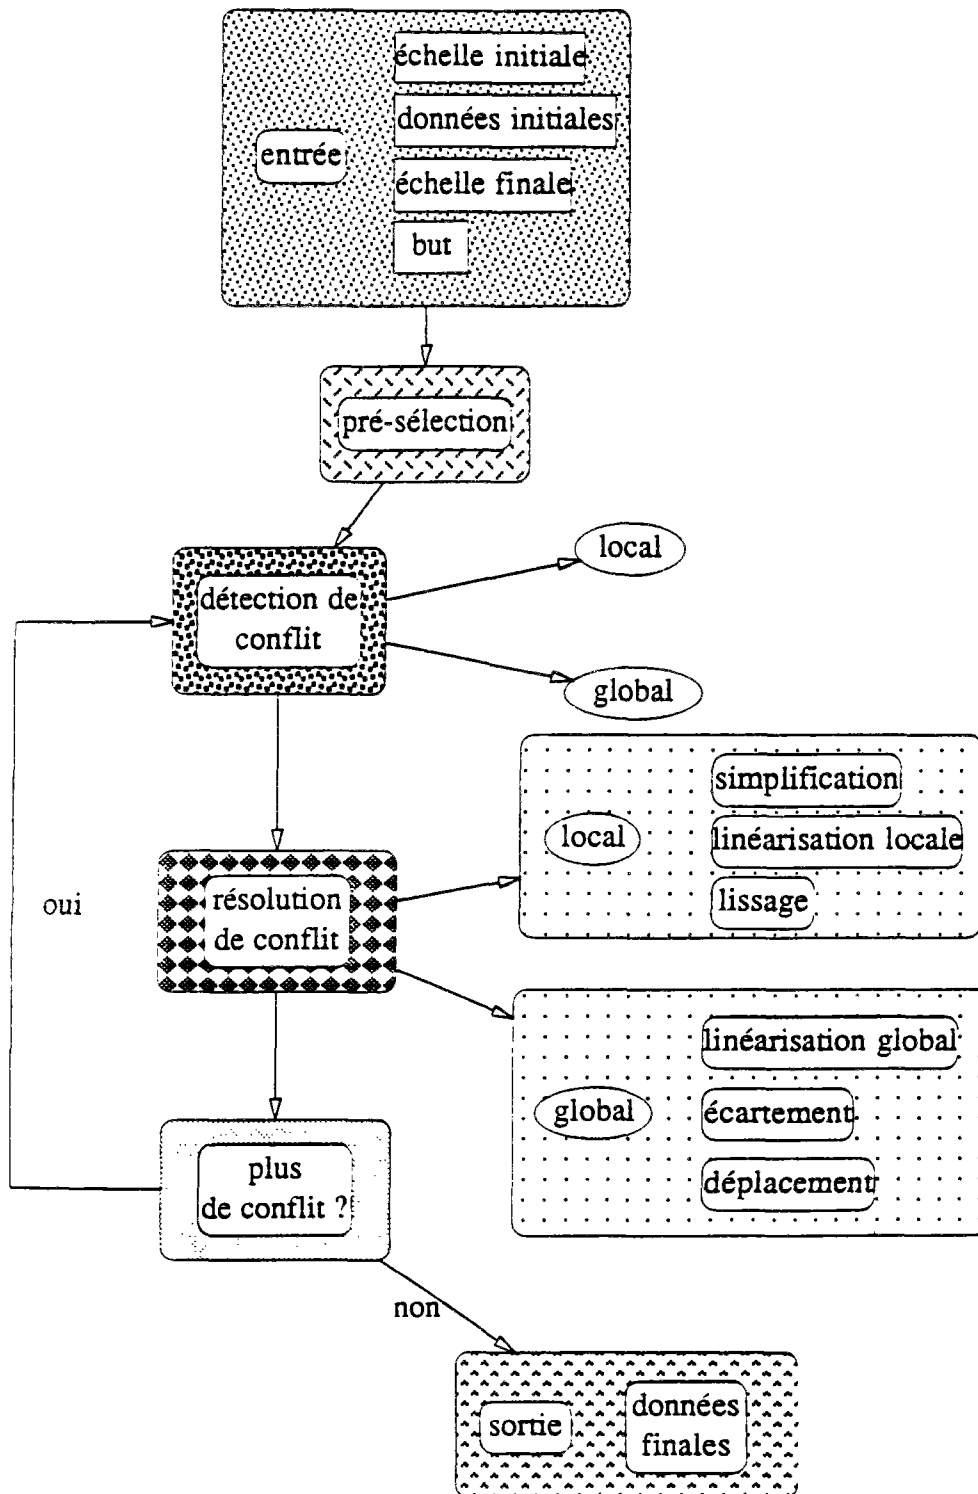 échelle initiale
données initiales
entrée
échelle finale
but
pré-sélection
local
détection de
conflit
global
simplification
local
linéarisation locale
lissage
oui
résolution
de conflit
linéarisation global
global
écartement
déplacement
plus
de conflit ?
non
sortie
données
finales